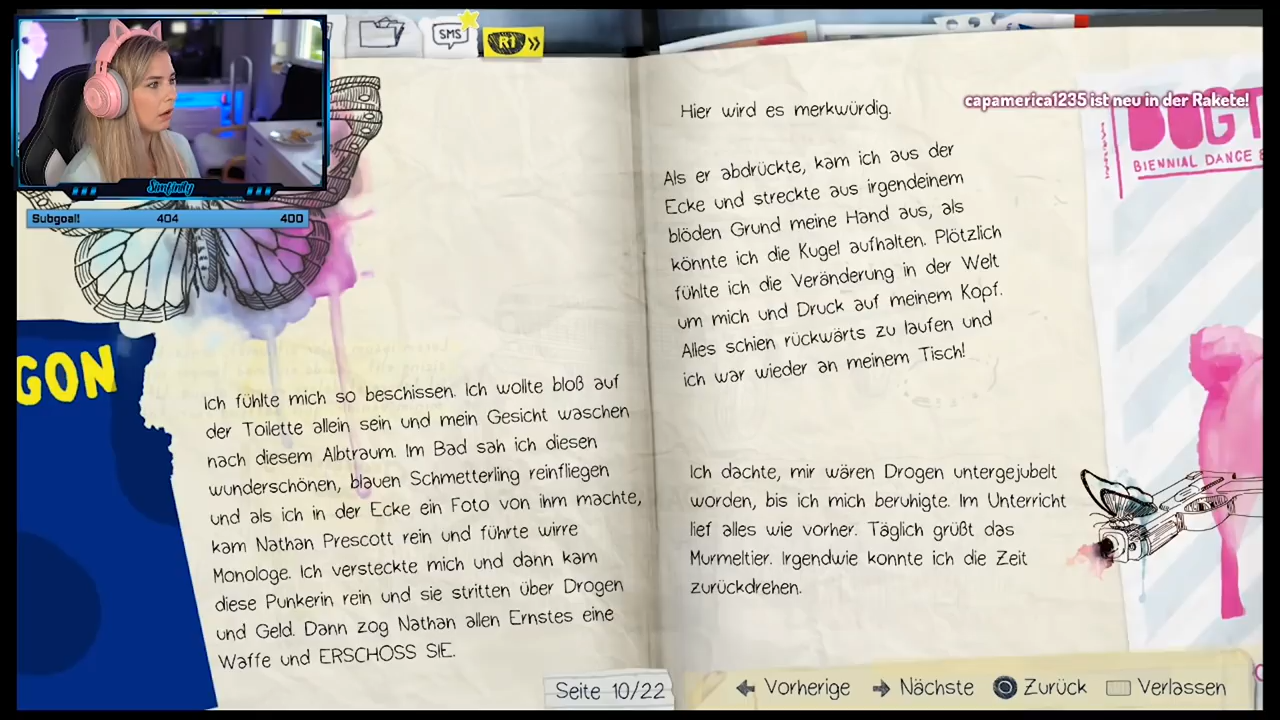 SMS
R1
capamerica1235 ist neu in der Rakete!
Simfinity
Subgoal! 404 400
GON
Ich fühlte mich so beschissen. Ich wollte bloß auf
der Toilette allein sein und mein Gesicht waschen
nach diesem Albtraum. Im Bad sah ich diesen
wunderschönen, blauen Schmetterling reinfliegen
und als ich in der Ecke ein Foto von ihm machte,
kam Nathan Prescott rein und führte wirre
Monologe. Ich versteckte mich und dann kam
diese Punkerin rein und sie stritten über Drogen
und Geld. Dann zog Nathan allen Ernstes eine
Waffe und ERSCHOSS SIE.
Hier wird es merkwürdig.
Als er abdrückte, kam ich aus der
Ecke und streckte aus irgendeinem
blöden Grund meine Hand aus, als
könnte ich die Kugel aufhalten. Plötzlich
fühlte ich die Veränderung in der Welt
um mich und Druck auf meinem Kopf.
Alles schien rückwärts zu laufen und
ich war wieder an meinem Tisch!
Ich dachte, mir wären Drogen untergejubelt
worden, bis ich mich beruhigte. Im Unterricht
lief alles wie vorher. Täglich grüßt das
Murmeltier. Irgendwie konnte ich die Zeit
zurückdrehen.
BIENNIAL DANCE
Seite 10/22
Vorherige Nächste Zurück Verlassen